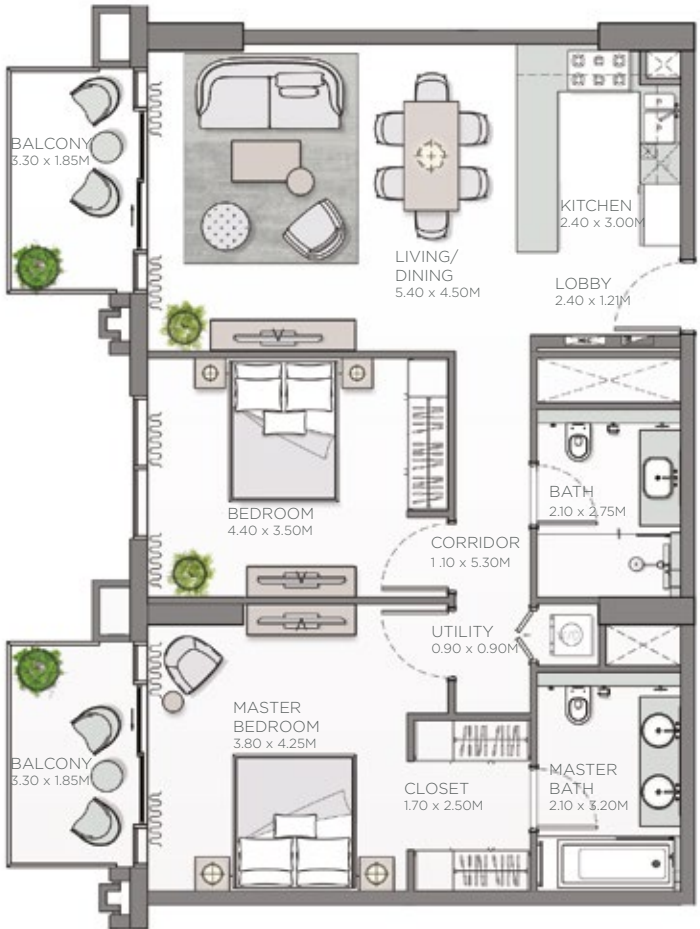 BALCONY
3.30 x 1.85M
KITCHEN
2.40 x 3.00M
LIVING/
DINING
5.40 x 4.50M
LOBBY
2.40 x 1.21M
BATH
2.10 x 2.75M
BEDROOM
4.40 x 3.50M
CORRIDOR
1.10 x 5.30M
UTILITY
0.90 x 0.90M
MASTER
BEDROOM
3.80 x 4.25M
BALCONY
3.30 x 1.85M
CLOSET
1.70 x 2.50M
MASTER
BATH
2.10 x 3.20M